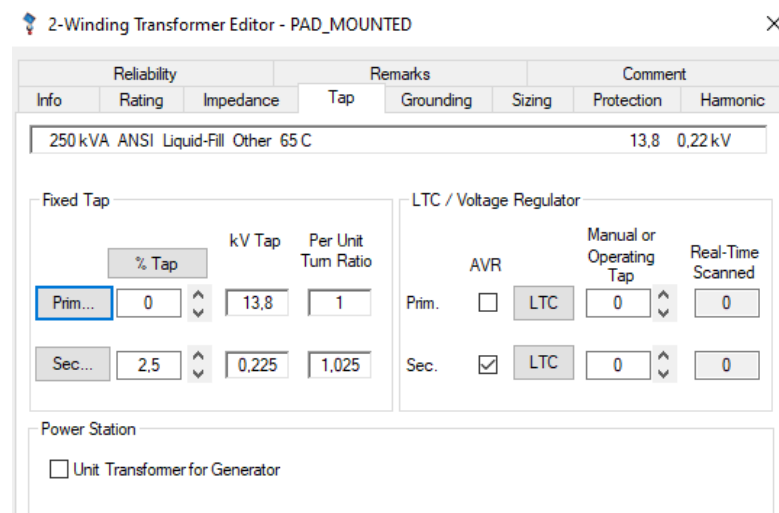 2-Winding Transformer Editor - PAD_MOUNTED
Reliability Remarks Comment
Info Rating Impedance Tap Grounding Sizing Protection Harmonic
250 kVA ANSI Liquid-Fill Other 65 C 13,8 0,22 kV
Fixed Tap
% Tap
kV Tap
Per Unit
Turn Ratio
Prim... 0 13,8 1
Sec... 2,5 0,225 1,025
LTC / Voltage Regulator
AVR
Manual or
Operating
Tap
Real-Time
Scanned
Prim. LTC 0 0
Sec. LTC 0 0
Power Station
Unit Transformer for Generator